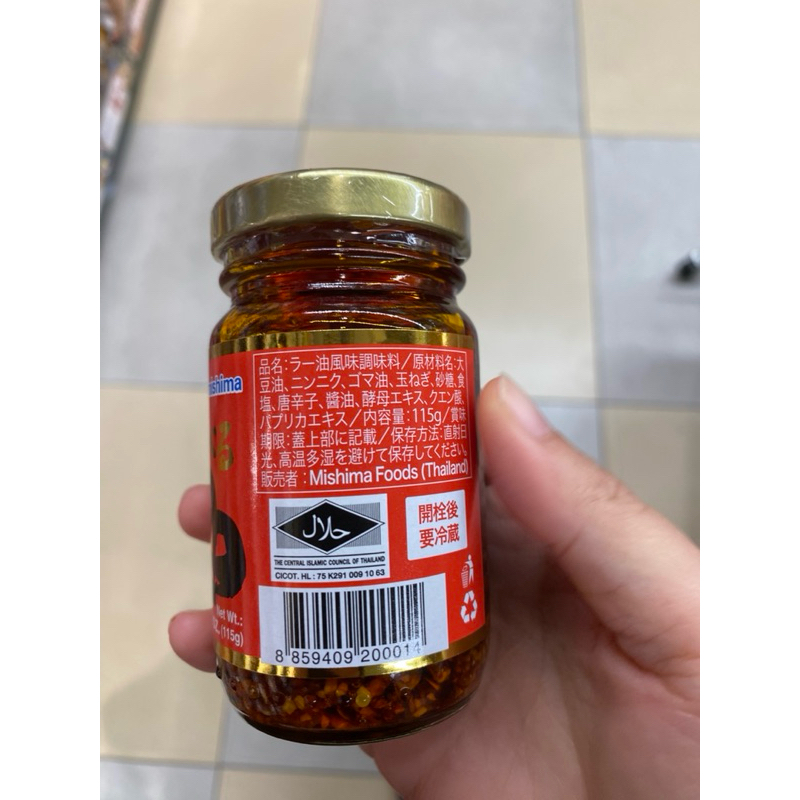 Mishima
品名:ラー油風味調味料/原材料名:大
豆油、ニンニク、ゴマ油、玉ねぎ、砂糖、食
塩、唐辛子、醬油、酵母エキス、クエン酸、
パプリカエキス/内容量:115g/賞味
期限:蓋上部に記載/保存方法:直射日
光、高温多湿を避けて保存してください。
販売者:Mishima Foods (Thailand)
حلال
THE CENTRAL ISLAMIC COUNCIL OF THAILAND
CICOT. HL : 75 K291 009 10 63
開栓後
要冷蔵
Net Wt.:
OZ. (115g)
8 859409 200014